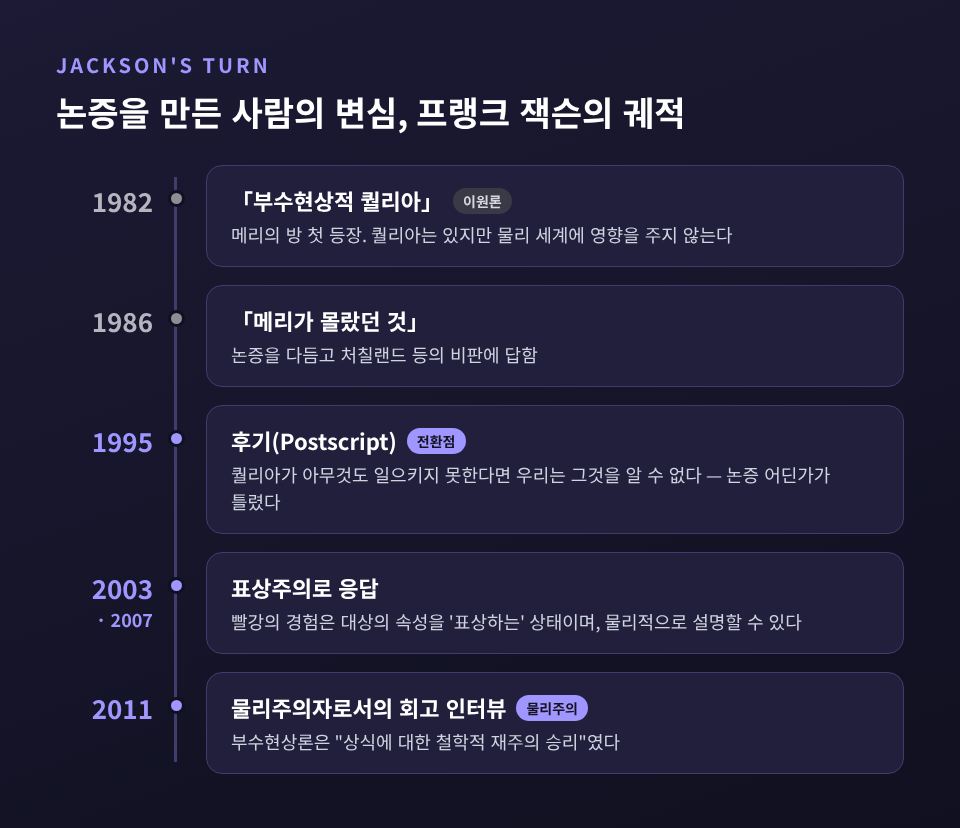 JACKSON'S TURN
논증을 만든 사람의 변심, 프랭크 잭슨의 궤적
1982
「부수현상적 퀄리아」 이원론
메리의 방 첫 등장. 퀄리아는 있지만 물리 세계에 영향을 주지 않는다
1986
「메리가 몰랐던 것」
논증을 다듬고 처칠랜드 등의 비판에 답함
1995
후기(Postscript) 전환점
퀄리아가 아무것도 일으키지 못한다면 우리는 그것을 알 수 없다 — 논증 어딘가가
틀렸다
2003
· 2007
표상주의로 응답
빨강의 경험은 대상의 속성을 '표상하는' 상태이며, 물리적으로 설명할 수 있다
2011
물리주의자로서의 회고 인터뷰 물리주의
부수현상론은 "상식에 대한 철학적 재주의 승리"였다